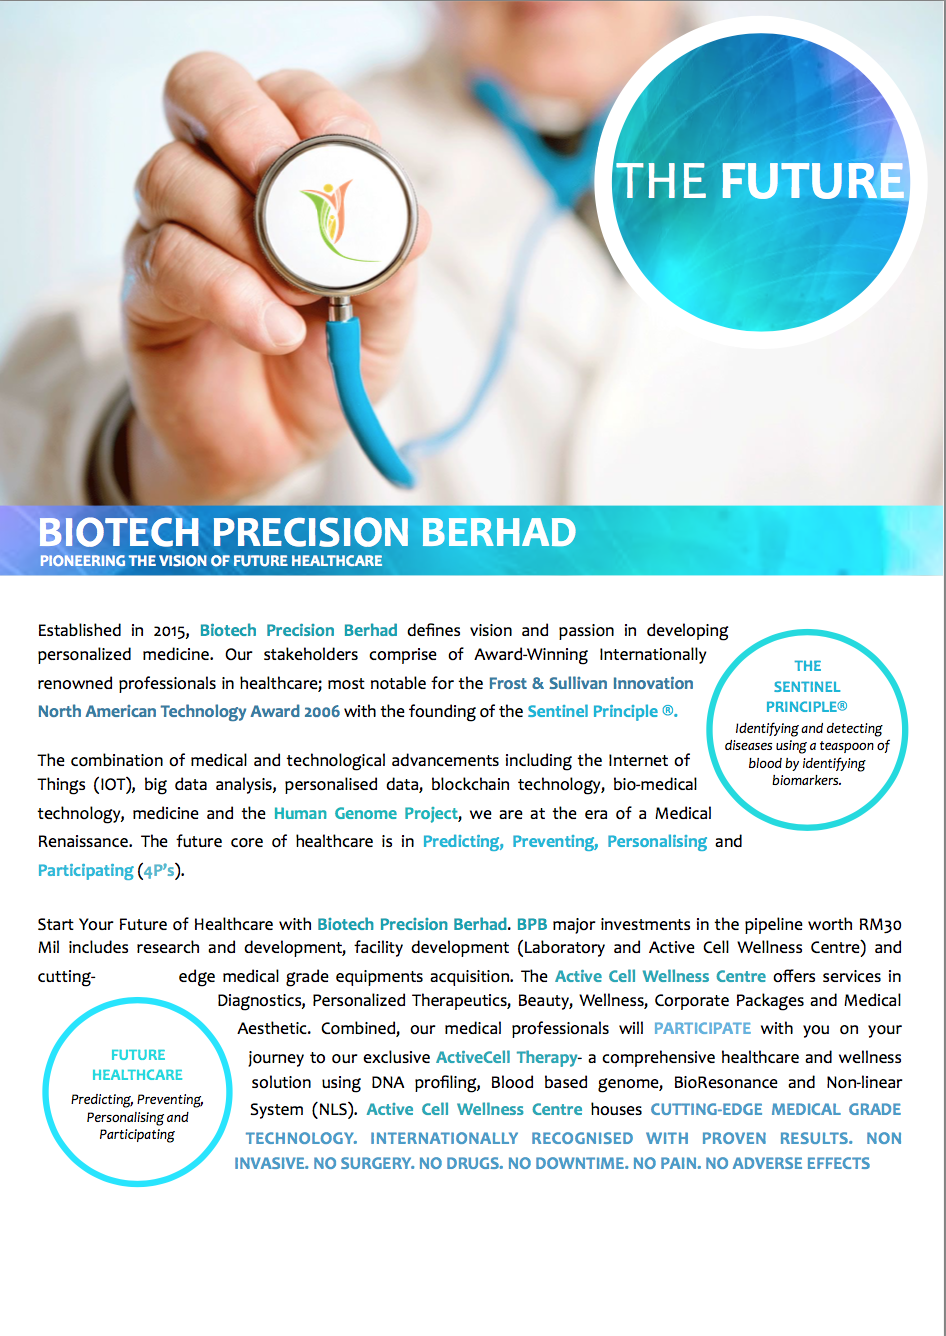 THE FUTURE
BIOTECH PRECISION BERHAD
PIONEERING THE VISION OF FUTURE HEALTHCARE
Established in 2015, Biotech Precision Berhad defines vision and passion in developing
personalized medicine. Our stakeholders comprise of Award-Winning Internationally
renowned professionals in healthcare; most notable for the Frost & Sullivan Innovation
North American Technology Award 2006 with the founding of the Sentinel Principle ®.
THE
SENTINEL
PRINCIPLE®
Identifying and detecting
diseases using a teaspoon of
blood by identifying
biomarkers.
The combination of medical and technological advancements including the Internet of
Things (IOT), big data analysis, personalised data, blockchain technology, bio-medical
technology, medicine and the Human Genome Project, we are at the era of a Medical
Renaissance. The future core of healthcare is in Predicting, Preventing, Personalising and
Participating (4P's).
Start Your Future of Healthcare with Biotech Precision Berhad. BPB major investments in the pipeline worth RM30
Mil includes research and development, facility development (Laboratory and Active Cell Wellness Centre) and
cutting- edge medical grade equipments acquisition. The Active Cell Wellness Centre offers services in
Diagnostics, Personalized Therapeutics, Beauty, Wellness, Corporate Packages and Medical
Aesthetic. Combined, our medical professionals will PARTICIPATE with you on your
journey to our exclusive ActiveCell Therapy- a comprehensive healthcare and wellness
solution using DNA profiling, Blood based genome, BioResonance and Non-linear
System (NLS). Active Cell Wellness Centre houses CUTTING-EDGE MEDICAL GRADE
TECHNOLOGY. INTERNATIONALLY RECOGNISED WITH PROVEN RESULTS. NON
INVASIVE. NO SURGERY. NO DRUGS. NO DOWNTIME. NO PAIN. NO ADVERSE EFFECTS
FUTURE
HEALTHCARE
Predicting, Preventing,
Personalising and
Participating